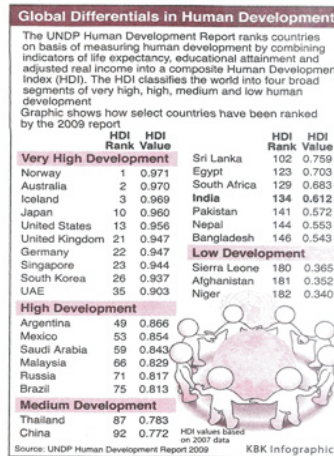 Global Differentials in Human Development
The UNDP Human Development Report ranks countries
on basis of measuring human development by combining
indicators of life expectancy, educational attainment and
adjusted real income into a composite Human Developmen
Index (HDI). The HDI classifies the world into four broad
segments of very high, high, medium and low human
development
Graphic shows how select countries have been ranked
by the 2009 report
HDI HDI
Rank Value
Very High Development
Norway 1 0.971
Australia 2 0.970
Iceland 3 0.969
Japan 10 0.960
United States 13 0.956
United Kingdom 21 0.947
Germany 22 0.947
Singapore 23 0.944
South Korea 26 0.937
UAE 35 0.903
High Development
Argentina 49 0.866
Mexico 53 0.854
Saudi Arabia 59 0.843
Malaysia 66 0.829
Russia 71 0.817
Brazil 75 0.813
Medium Development
Thailand 87 0.783
China 92 0.772
HDI HDI
Rank Value
Sri Lanka 102 0.759
Egypt 123 0.703
South Africa 129 0.683
India 134 0.612
Pakistan 141 0.572
Nepal 144 0.553
Bangladesh 146 0.543
Low Development
Sierra Leone 180 0.365
Afghanistan 181 0.352
Niger 182 0.340
HDI values based
on 2007 data
Source: UNDP Human Development Report 2009
KBK Infographic